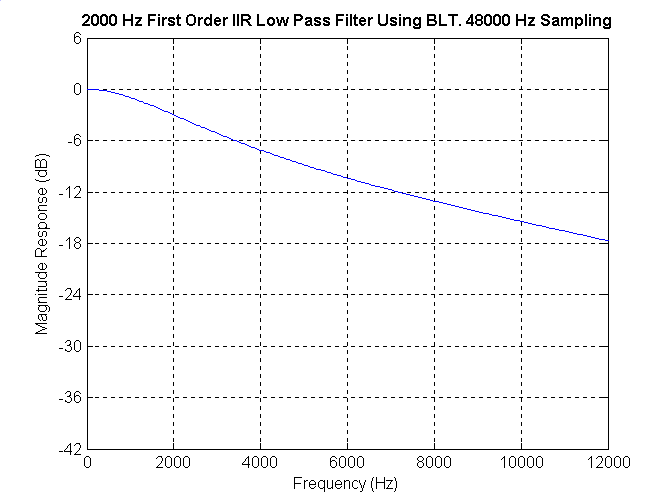 2000 Hz First Order IIR Low Pass Filter Using BLT. 48000 Hz Sampling
6
0
-6
-12
-18
-24
-30
-36
-42
Magnitude Response (dB)
0 2000 4000 6000 8000 10000 12000
Frequency (Hz)